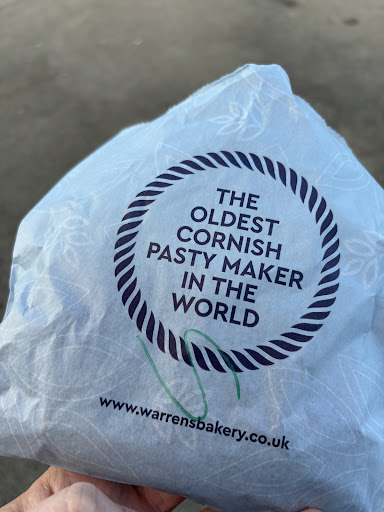 THE
OLDEST
CORNISH
PASTY MAKER
IN THE
WORLD
www.warrensbakery.co.uk